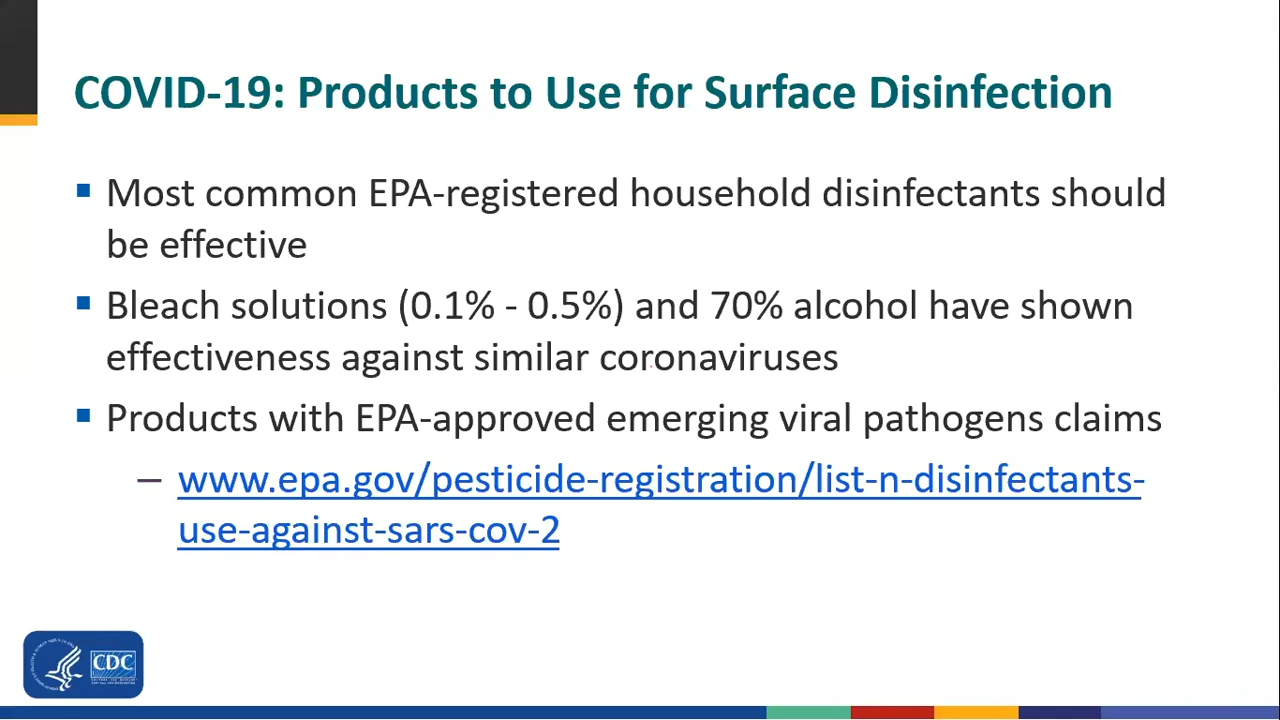 COVID-19: Products to Use for Surface Disinfection
Most common EPA-registered household disinfectants should
be effective
Bleach solutions (0.1% - 0.5%) and 70% alcohol have shown
effectiveness against similar coronaviruses
Products with EPA-approved emerging viral pathogens claims
– www.epa.gov/pesticide-registration/list-n-disinfectants-
use-against-sars-cov-2
CDC